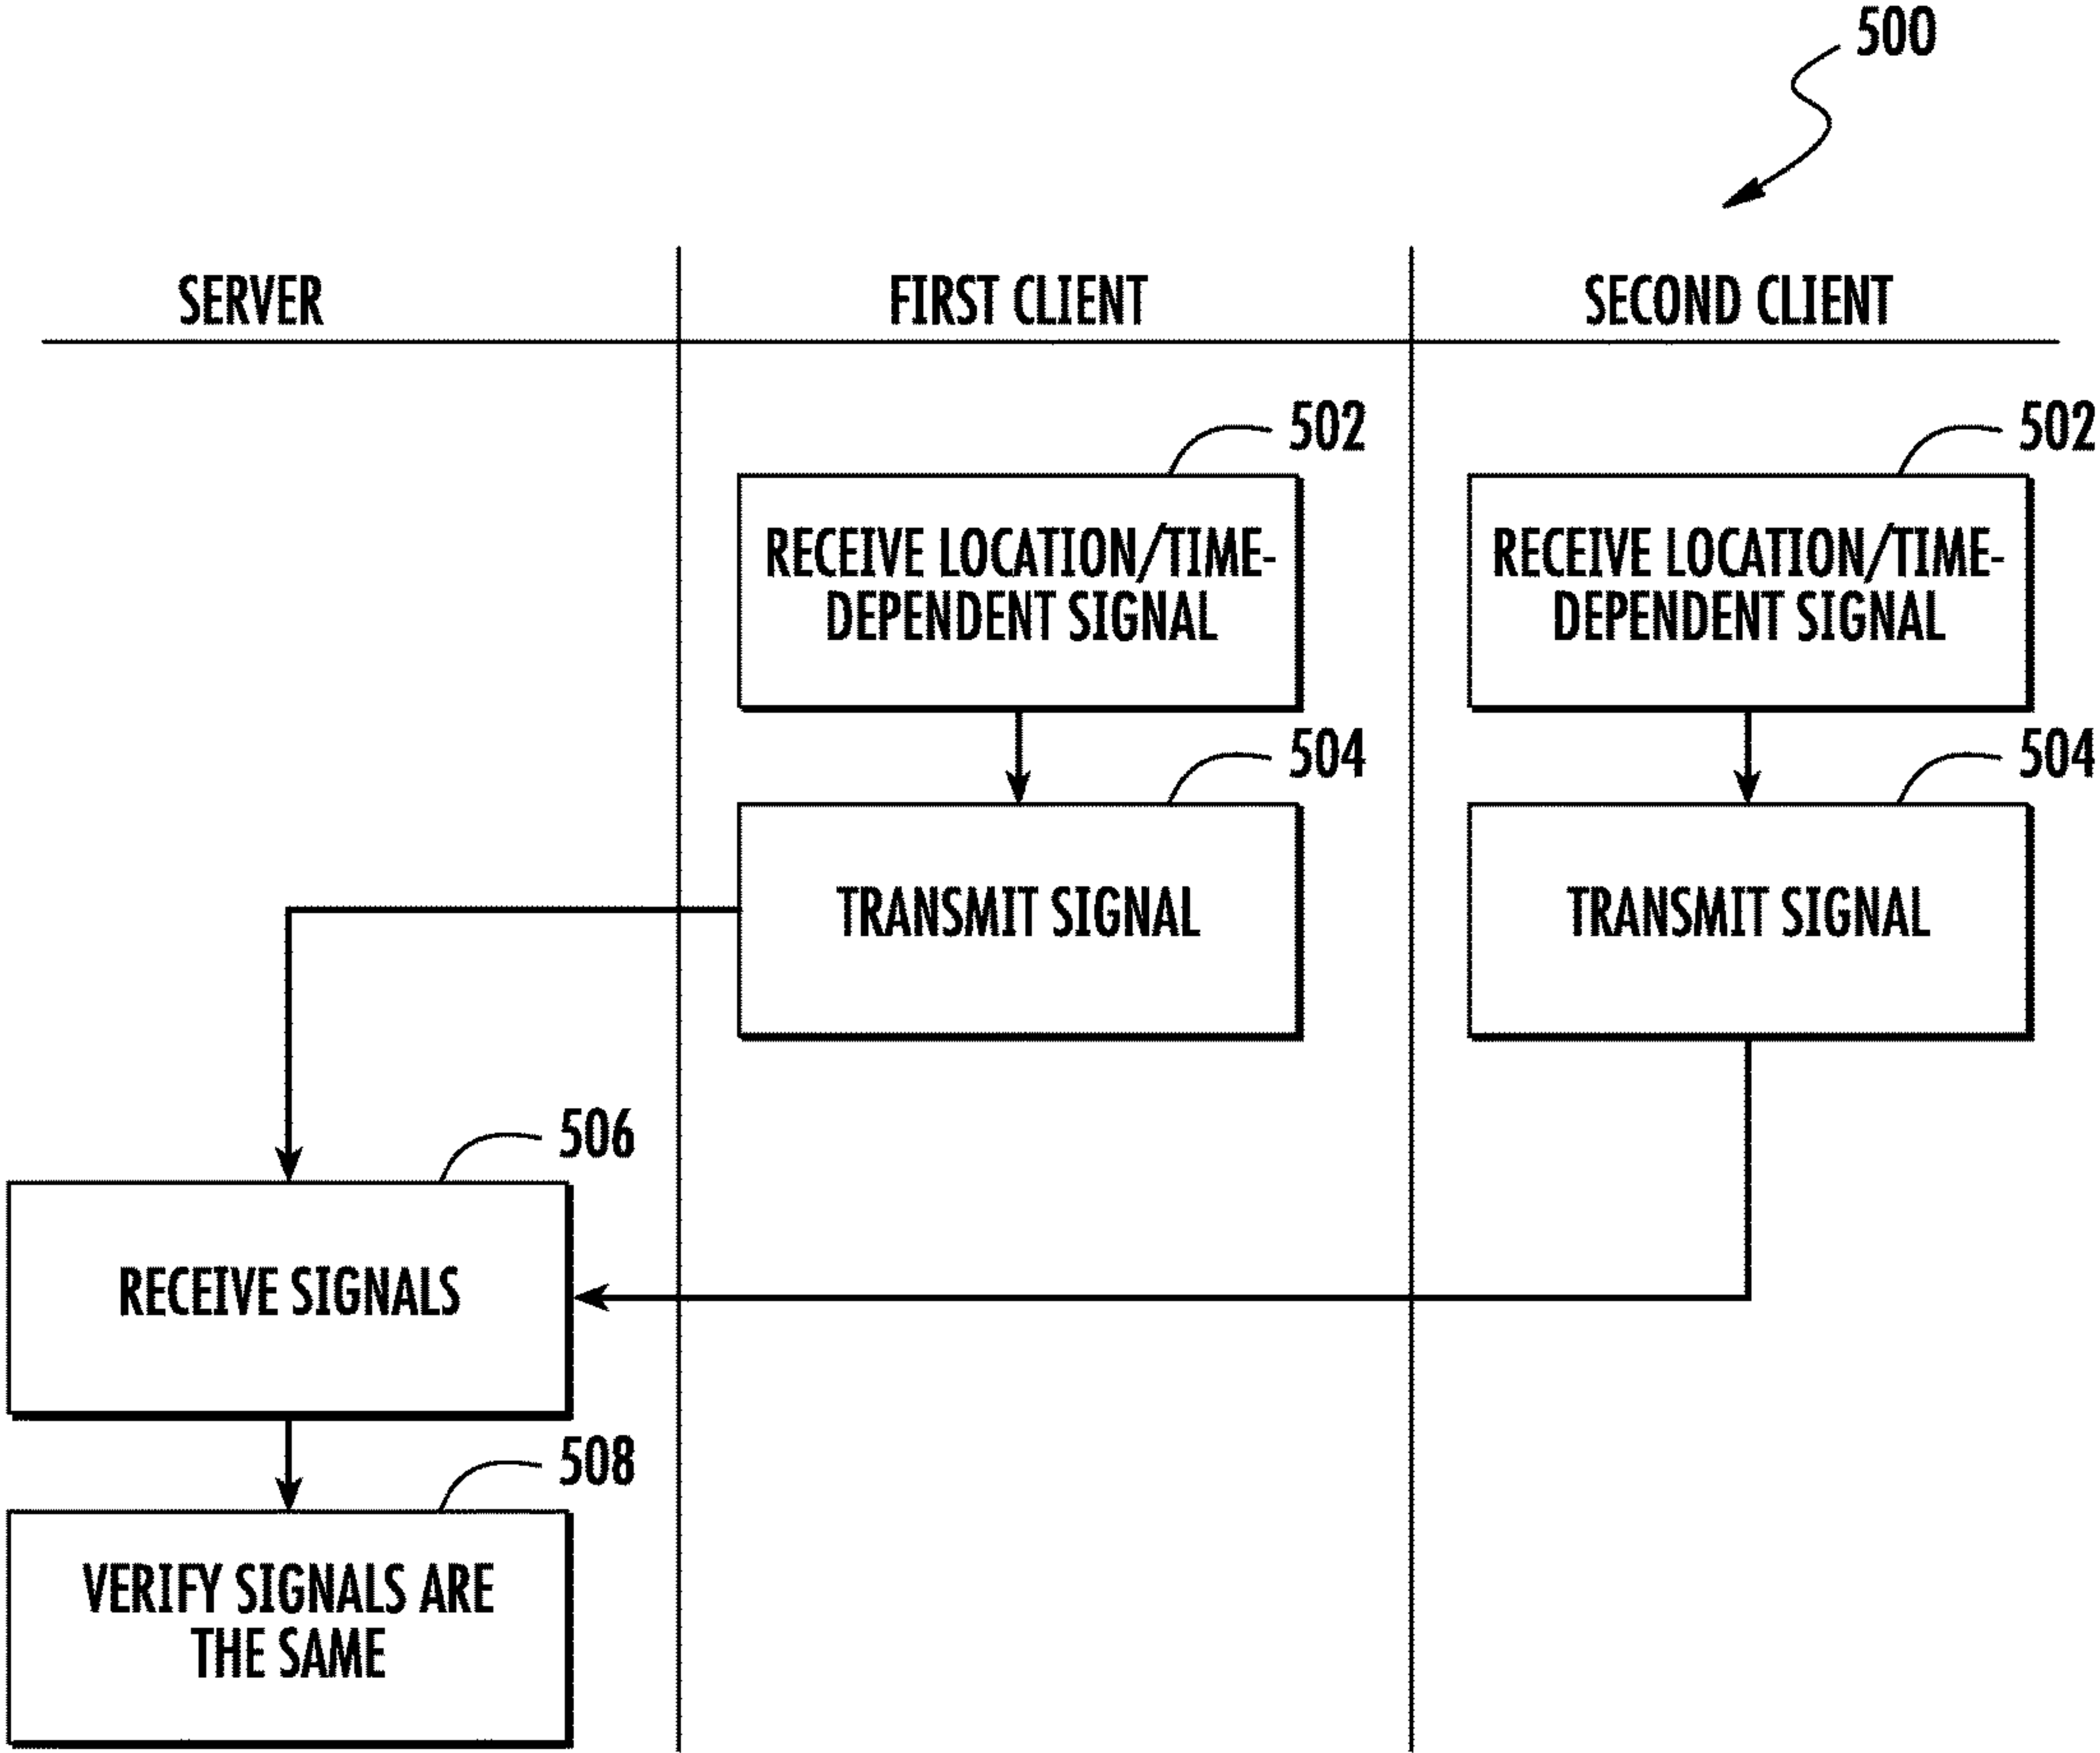 500
SERVER
FIRST CLIENT
SECOND CLIENT
502
502
RECEIVE LOCATION/TIME-
DEPENDENT SIGNAL
RECEIVE LOCATION/TIME-
DEPENDENT SIGNAL
504
504
TRANSMIT SIGNAL
TRANSMIT SIGNAL
506
RECEIVE SIGNALS
508
VERIFY SIGNALS ARE
THE SAME